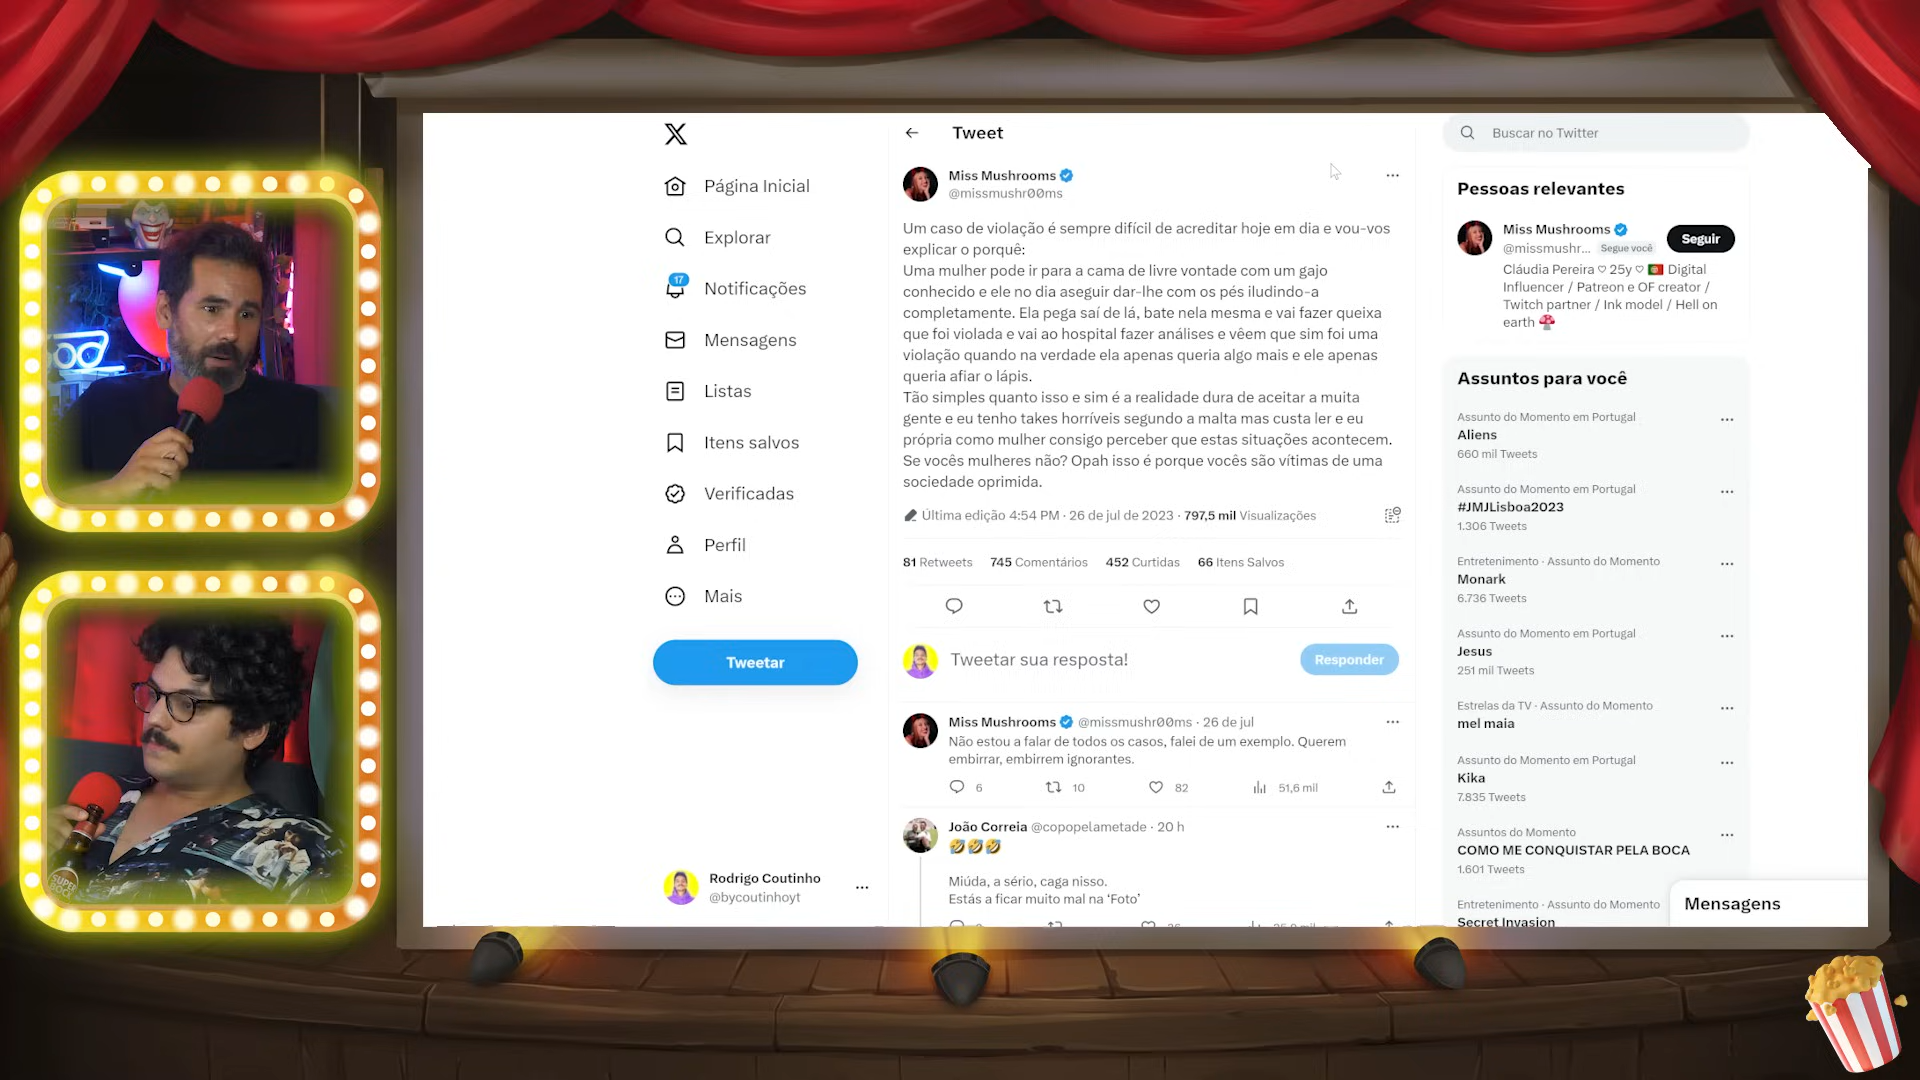 Página Inicial
Explorar
17
Notificações
Mensagens
Listas
Itens salvos
Verificadas
Perfil
Mais
Tweetar
Rodrigo Coutinho
@bycoutinhoyt
Tweet
Miss Mushrooms
@missmushr00ms
Um caso de violação é sempre difícil de acreditar hoje em dia e vou-vos
explicar o porquê:
Uma mulher pode ir para a cama de livre vontade com um gajo
conhecido e ele no dia aseguir dar-lhe com os pés iludindo-a
completamente. Ela pega saí de lá, bate nela mesma e vai fazer queixa
que foi violada e vai ao hospital fazer análises e vêem que sim foi uma
violação quando na verdade ela apenas queria algo mais e ele apenas
queria afiar o lápis.
Tão simples quanto isso e sim é a realidade dura de aceitar a muita
gente e eu tenho takes horríveis segundo a malta mas custa ler e eu
própria como mulher consigo perceber que estas situações acontecem.
Se vocês mulheres não? Opah isso é porque vocês são vítimas de uma
sociedade oprimida.
Última edição 4:54 PM · 26 de jul de 2023 · 797,5 mil Visualizações
81 Retweets 745 Comentários 452 Curtidas 66 Itens Salvos
Tweetar sua resposta!
Responder
Miss Mushrooms @missmushr00ms · 26 de jul
Não estou a falar de todos os casos, falei de um exemplo. Querem
embirrar, embirrem ignorantes.
6 10 82 51,6 mil
João Correia @copopelametade · 20 h
🤣🤣🤣
Miúda, a sério, caga nisso.
Estás a ficar muito mal na ‘Foto’
Buscar no Twitter
Pessoas relevantes
Miss Mushrooms
@missmushr... Segue você
Seguir
Cláudia Pereira ♡ 25y ♡ 🇵🇹 Digital
Influencer / Patreon e OF creator /
Twitch partner / Ink model / Hell on
earth 🍄
Assuntos para você
Assunto do Momento em Portugal
Aliens
660 mil Tweets
Assunto do Momento em Portugal
#JMJLisboa2023
1.306 Tweets
Entretenimento · Assunto do Momento
Monark
6.736 Tweets
Assunto do Momento em Portugal
Jesus
251 mil Tweets
Estrelas da TV · Assunto do Momento
mel maia
Assunto do Momento em Portugal
Kika
7.835 Tweets
Assuntos do Momento
COMO ME CONQUISTAR PELA BOCA
1.601 Tweets
Entretenimento · Assunto do Momento
Secret Invasion
Mensagens
SUPER
BOCK